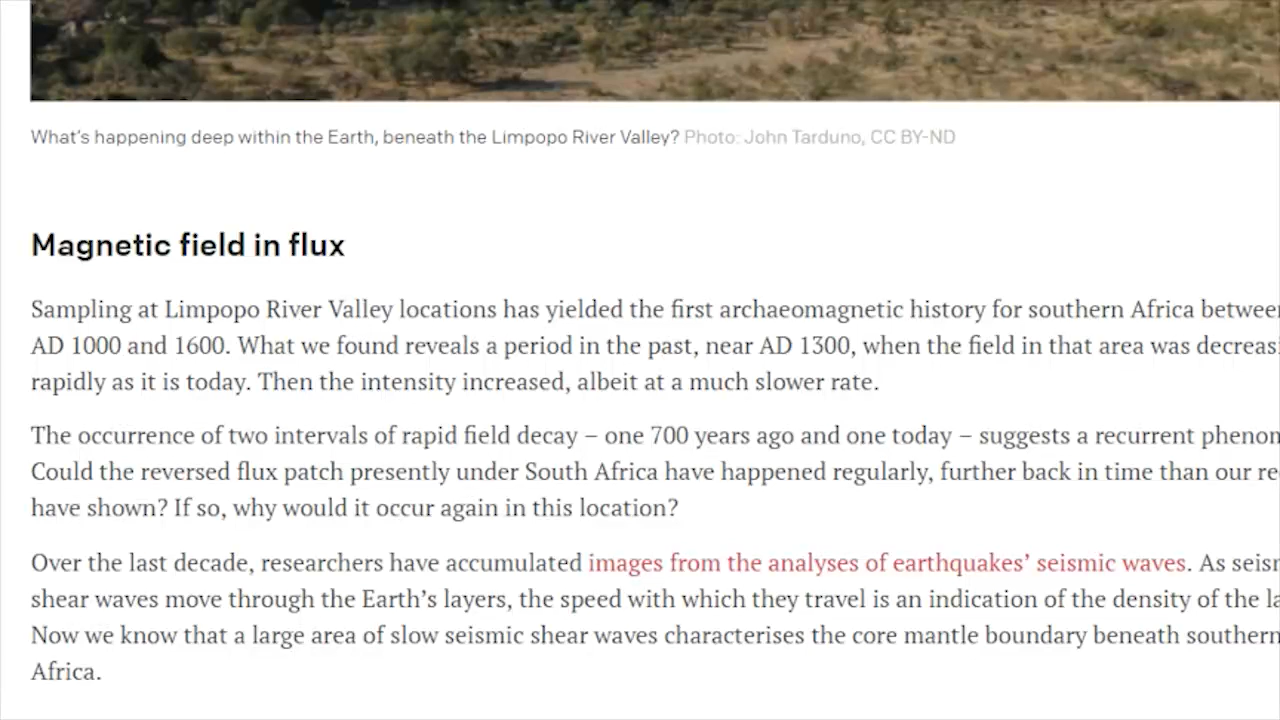 What's happening deep within the Earth, beneath the Limpopo River Valley? Photo: John Tarduno, CC BY-ND
Magnetic field in flux
Sampling at Limpopo River Valley locations has yielded the first archaeomagnetic history for southern Africa between
AD 1000 and 1600. What we found reveals a period in the past, near AD 1300, when the field in that area was
rapidly as it is today. Then the intensity increased, albeit at a much slower rate.
The occurrence of two intervals of rapid field decay – one 700 years ago and one today – suggests a recurrent
Could the reversed flux patch presently under South Africa have happened regularly, further back in time than our
have shown? If so, why would it occur again in this location?
Over the last decade, researchers have accumulated images from the analyses of earthquakes’ seismic waves. As
shear waves move through the Earth’s layers, the speed with which they travel is an indication of the density of the
Now we know that a large area of slow seismic shear waves characterises the core mantle boundary beneath southern
Africa.